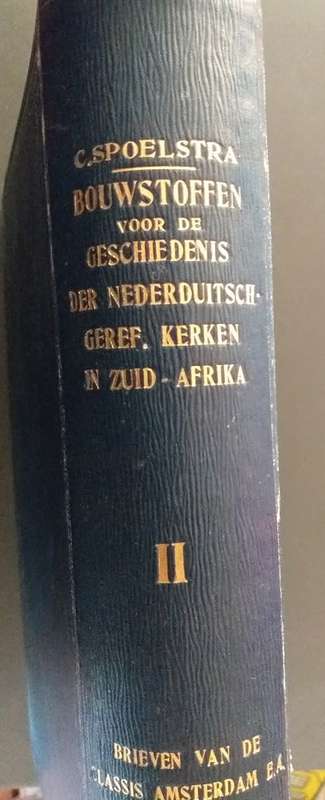 C. SPOELSTRA
BOUWSTOFFEN
VOOR DE
GESCHIEDENIS
DER NEDERDUITSCH-
GEREF. KERKEN
IN ZUID-AFRIKA
II
BRIEVEN VAN DE
CLASSIS AMSTERDAM E.A.